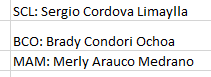 SCL: Sergio Cordova Limaylla
BCO: Brady Condori Ochoa
MAM: Merly Arauco Medrano